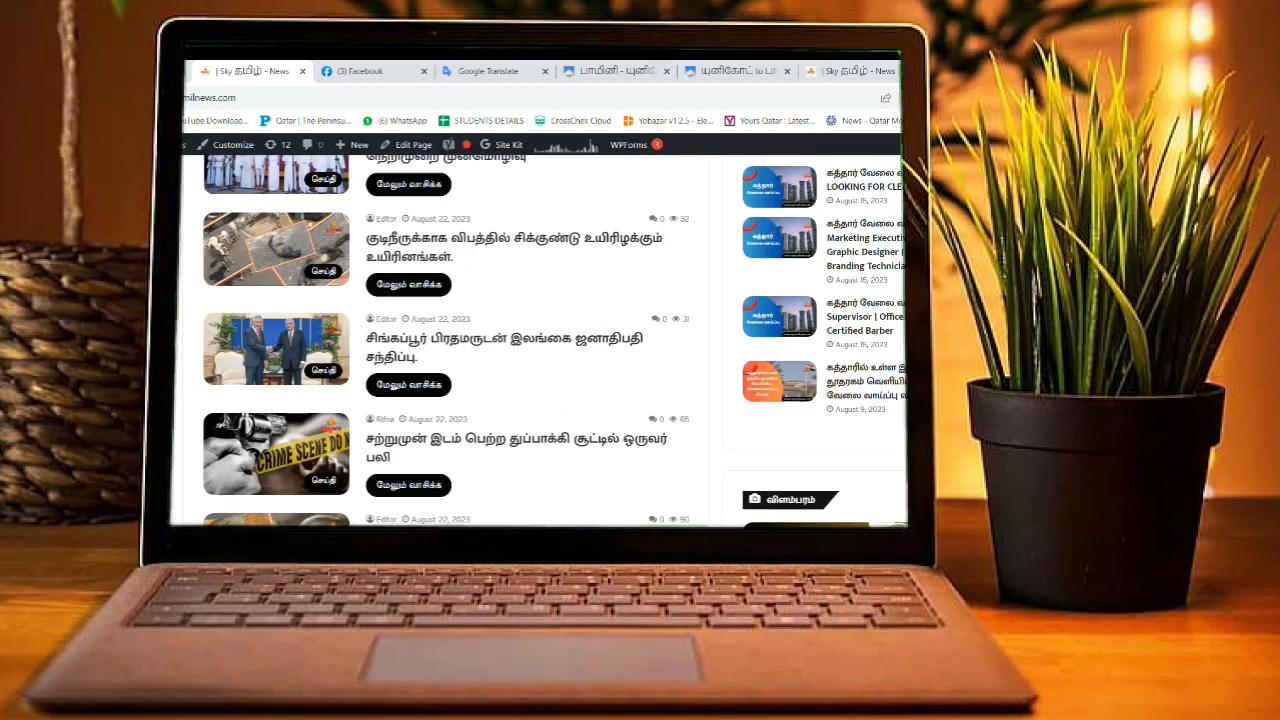 | Sky தமிழ் - News
(3) Facebook
Google Translate
பாமினி - யுனிே
யுனிகோட் to பா
| Sky தமிழ் - News
milnews.com
uTube Download...
Qatar | The Peninsu...
(6) WhatsApp
STUDENTS DETAILS
CrossChex Cloud
Yobazar v1.2.5 - Ele...
Yours Qatar : Latest...
News - Qatar Mo
s
Customize
12
0
New
Edit Page
Site Kit
WPForms 3
நெறிமுறை முன்மொழிவு
செய்தி
மேலும் வாசிக்க
Editor August 22, 2023 0 32
குடிநீருக்காக விபத்தில் சிக்குண்டு உயிரிழக்கும்
உயிரினங்கள்.
செய்தி
மேலும் வாசிக்க
Editor August 22, 2023 0 31
சிங்கப்பூர் பிரதமருடன் இலங்கை ஜனாதிபதி
சந்திப்பு.
செய்தி
மேலும் வாசிக்க
Rifna August 22, 2023 0 65
சற்றுமுன் இடம் பெற்ற துப்பாக்கி சூட்டில் ஒருவர்
பலி
CRIME SCENE DO N
செய்தி
மேலும் வாசிக்க
Editor August 22, 2023 0 90
கத்தார் வேலை வ
LOOKING FOR CLE
August 15, 2023
கத்தார்
வேலை வாய்ப்பு
கத்தார் வேலை வ
Marketing Executiv
Graphic Designer |
Branding Technicia
August 15, 2023
கத்தார்
வேலை வாய்ப்பு
கத்தார் வேலை வ
Supervisor | Office
Certified Barber
August 15, 2023
கத்தார்
வேலை வாய்ப்பு
கத்தாரில் உள்ள இ
தூதரகம் வெளியி
வேலை வாய்ப்பு வ
August 9, 2023
விளம்பரம்